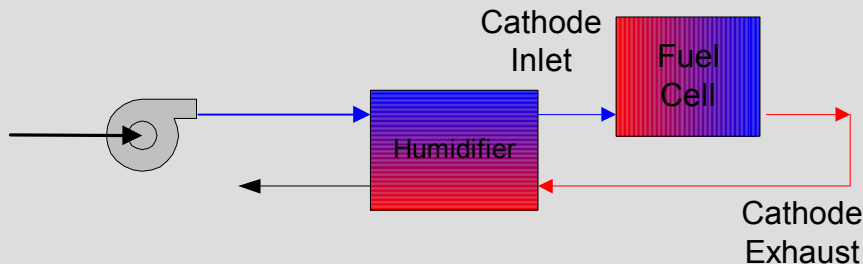 Cathode
Inlet
Fuel
Cell
Humidifier
Cathode
Exhaust